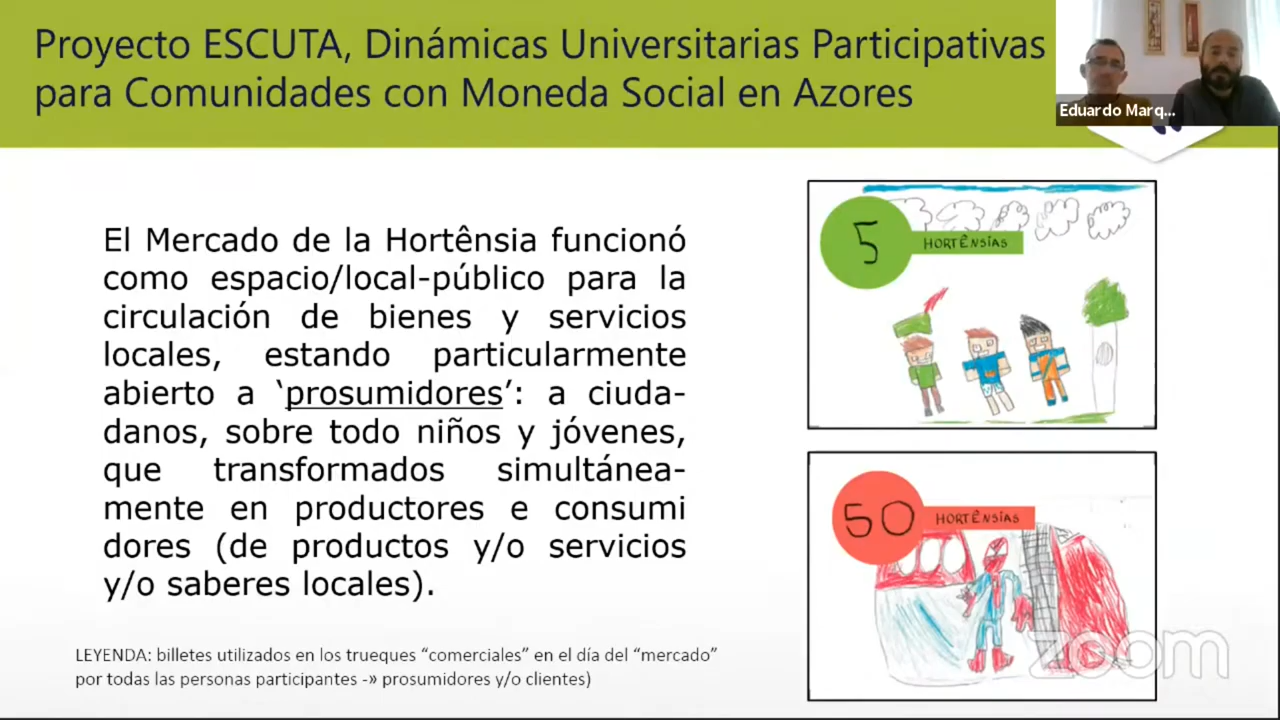 Proyecto ESCUTA, Dinámicas Universitarias Participativas
para Comunidades con Moneda Social en Azores
Eduardo Marq...
El Mercado de la Hortênsia funcionó
como espacio/local-público para la
circulación de bienes y servicios
locales, estando particularmente
abierto a ‘prosumidores’: a ciuda-
danos, sobre todo niños y jóvenes,
que transformados simultánea-
mente en productores e consumi
dores (de productos y/o servicios
y/o saberes locales).
5
HORTÊNSIAS
50
HORTÊNSIAS
LEYENDA: billetes utilizados en los trueques “comerciales” en el día del “mercado”
por todas las personas participantes -» prosumidores y/o clientes)
zoom